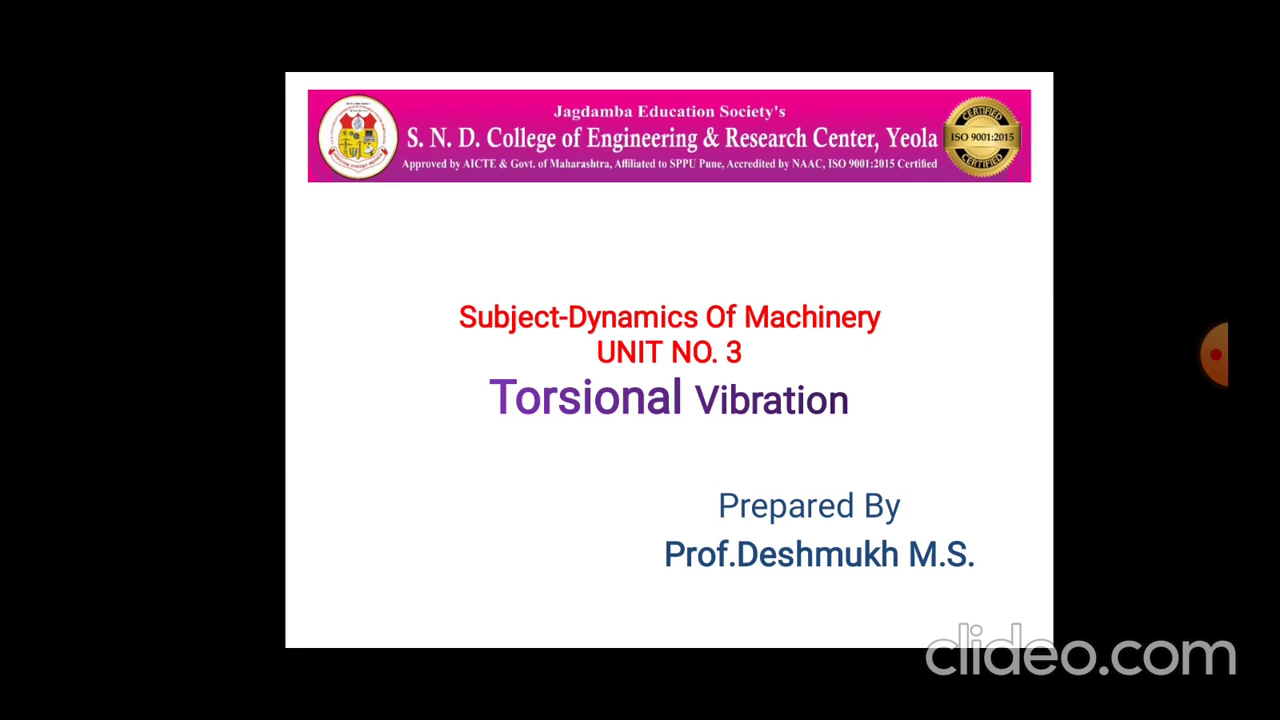 Jagdamba Education Society's
S. N. D. College of Engineering & Research Center, Yeola
Approved by AICTE & Govt. of Maharashtra, Affiliated to SPPU Pune, Accredited by NAAC, ISO 9001:2015 Certified
CERTIFIED
ISO 9001:2015
CERTIFIED
Subject-Dynamics Of Machinery
UNIT NO. 3
Torsional Vibration
Prepared By
Prof.Deshmukh M.S.
clideo.com